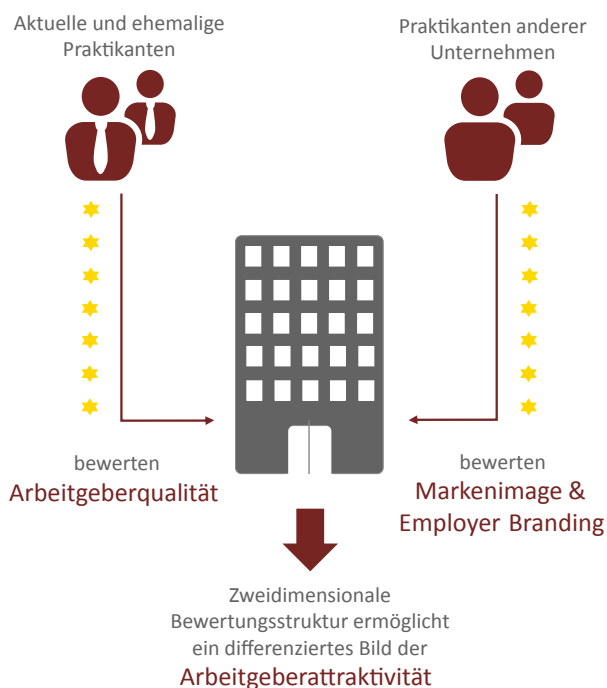 Aktuelle und ehemalige
Praktikanten
Praktikanten anderer
Unternehmen
bewerten
Arbeitgeberqualität
bewerten
Markenimage &
Employer Branding
Zweidimensionale
Bewertungsstruktur ermöglicht
ein differenziertes Bild der
Arbeitgeberattraktivität